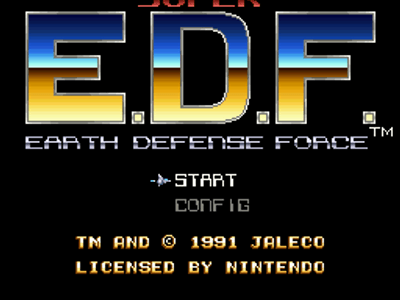 SUPER
E.D.F.
EARTH DEFENSE FORCE™
START
CONFIG
TM AND © 1991 JALECO
LICENSED BY NINTENDO